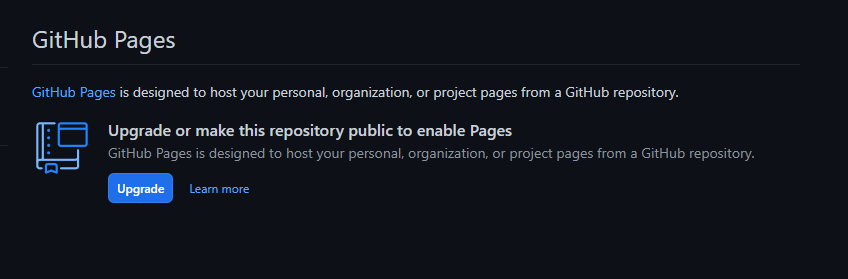 GitHub Pages
GitHub Pages is designed to host your personal, organization, or project pages from a GitHub repository.
Upgrade or make this repository public to enable Pages
GitHub Pages is designed to host your personal, organization, or project pages from a GitHub repository.
Upgrade Learn more